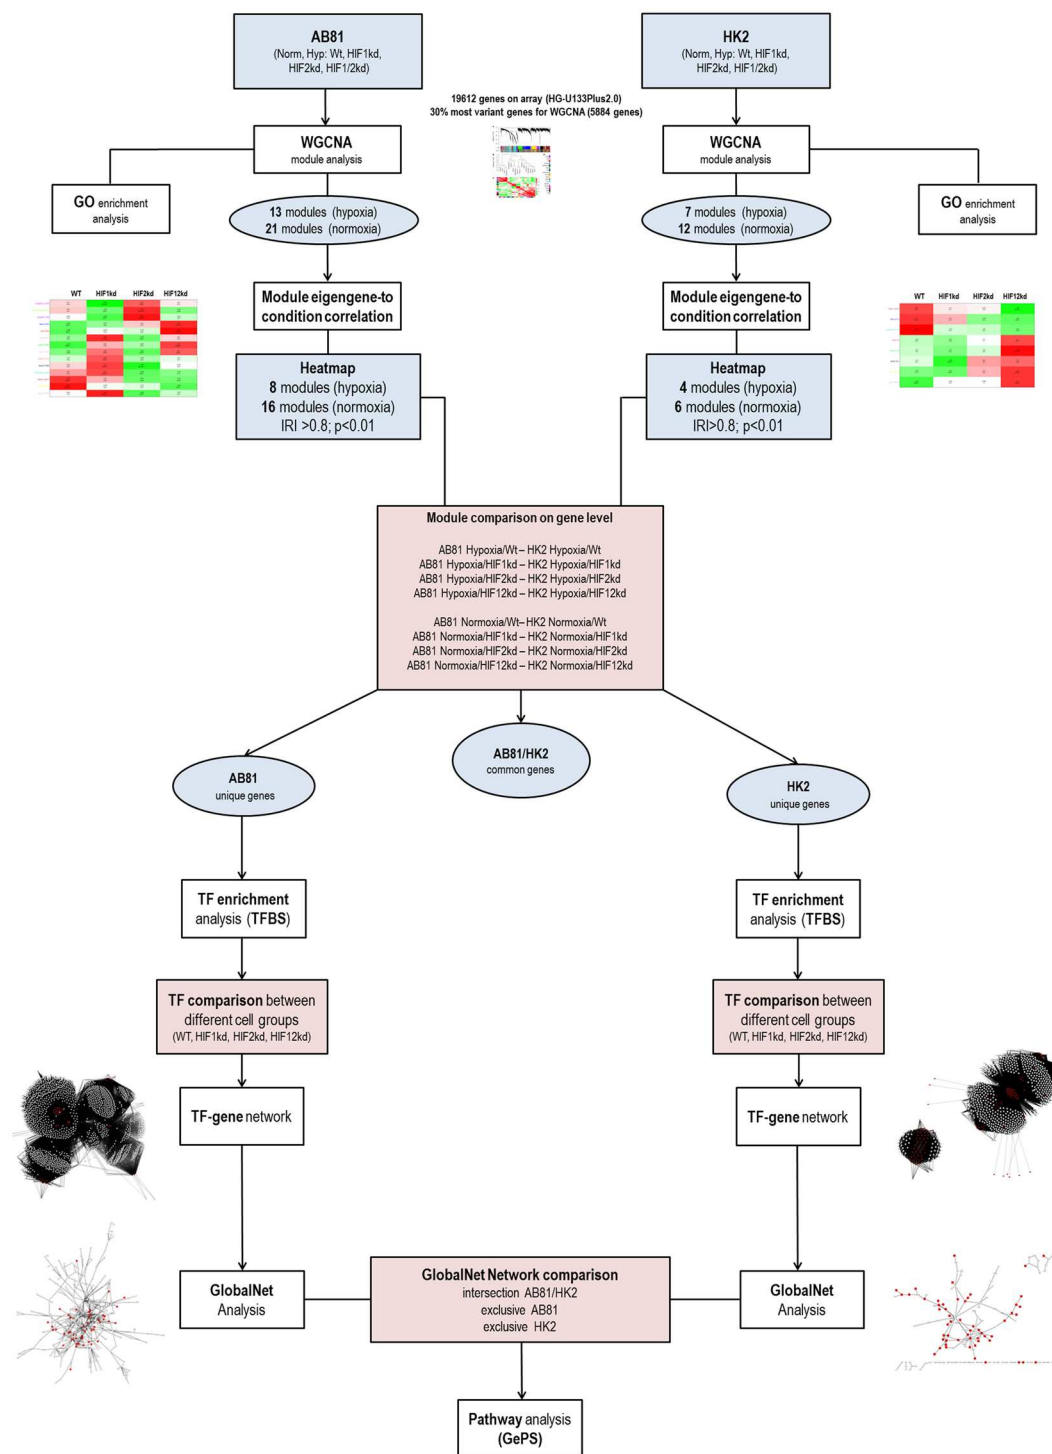 AB81
(Norm, Hyp: Wt, HIF1kd,
HIF2kd, HIF1/2kd)
HK2
(Norm, Hyp: Wt, HIF1kd,
HIF2kd, HIF1/2kd)
19612 genes on array (HG-U133Plus2.0)
30% most variant genes for WGCNA (5884 genes)
WGCNA
module analysis
WGCNA
module analysis
GO enrichment
analysis
GO enrichment
analysis
13 modules (hypoxia)
21 modules (normoxia)
7 modules (hypoxia)
12 modules (normoxia)
WT HIF1kd HIF2kd HIF12kd
Module eigengene-to
condition correlation
Module eigengene-to
condition correlation
WT HIF1kd HIF2kd HIF12kd
Heatmap
8 modules (hypoxia)
16 modules (normoxia)
IRI >0.8; p<0.01
Heatmap
4 modules (hypoxia)
6 modules (normoxia)
IRI>0.8; p<0.01
Module comparison on gene level
AB81 Hypoxia/Wt – HK2 Hypoxia/Wt
AB81 Hypoxia/HIF1kd – HK2 Hypoxia/HIF1kd
AB81 Hypoxia/HIF2kd – HK2 Hypoxia/HIF2kd
AB81 Hypoxia/HIF12kd – HK2 Hypoxia/HIF12kd
AB81 Normoxia/Wt– HK2 Normoxia/Wt
AB81 Normoxia/HIF1kd – HK2 Normoxia/HIF1kd
AB81 Normoxia/HIF2kd – HK2 Normoxia/HIF2kd
AB81 Normoxia/HIF12kd – HK2 Normoxia/HIF12kd
AB81
unique genes
AB81/HK2
common genes
HK2
unique genes
TF enrichment
analysis (TFBS)
TF enrichment
analysis (TFBS)
TF comparison between
different cell groups
(WT, HIF1kd, HIF2kd, HIF12kd)
TF comparison between
different cell groups
(WT, HIF1kd, HIF2kd, HIF12kd)
TF-gene network
TF-gene network
GlobalNet
Analysis
GlobalNet Network comparison
intersection AB81/HK2
exclusive AB81
exclusive HK2
GlobalNet
Analysis
Pathway analysis
(GePS)